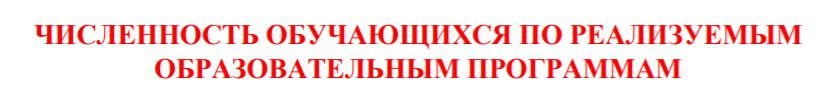 ЧИСЛЕННОСТЬ ОБУЧАЮЩИХСЯ ПО РЕАЛИЗУЕМЫМ
ОБРАЗОВАТЕЛЬНЫМ ПРОГРАММАМ